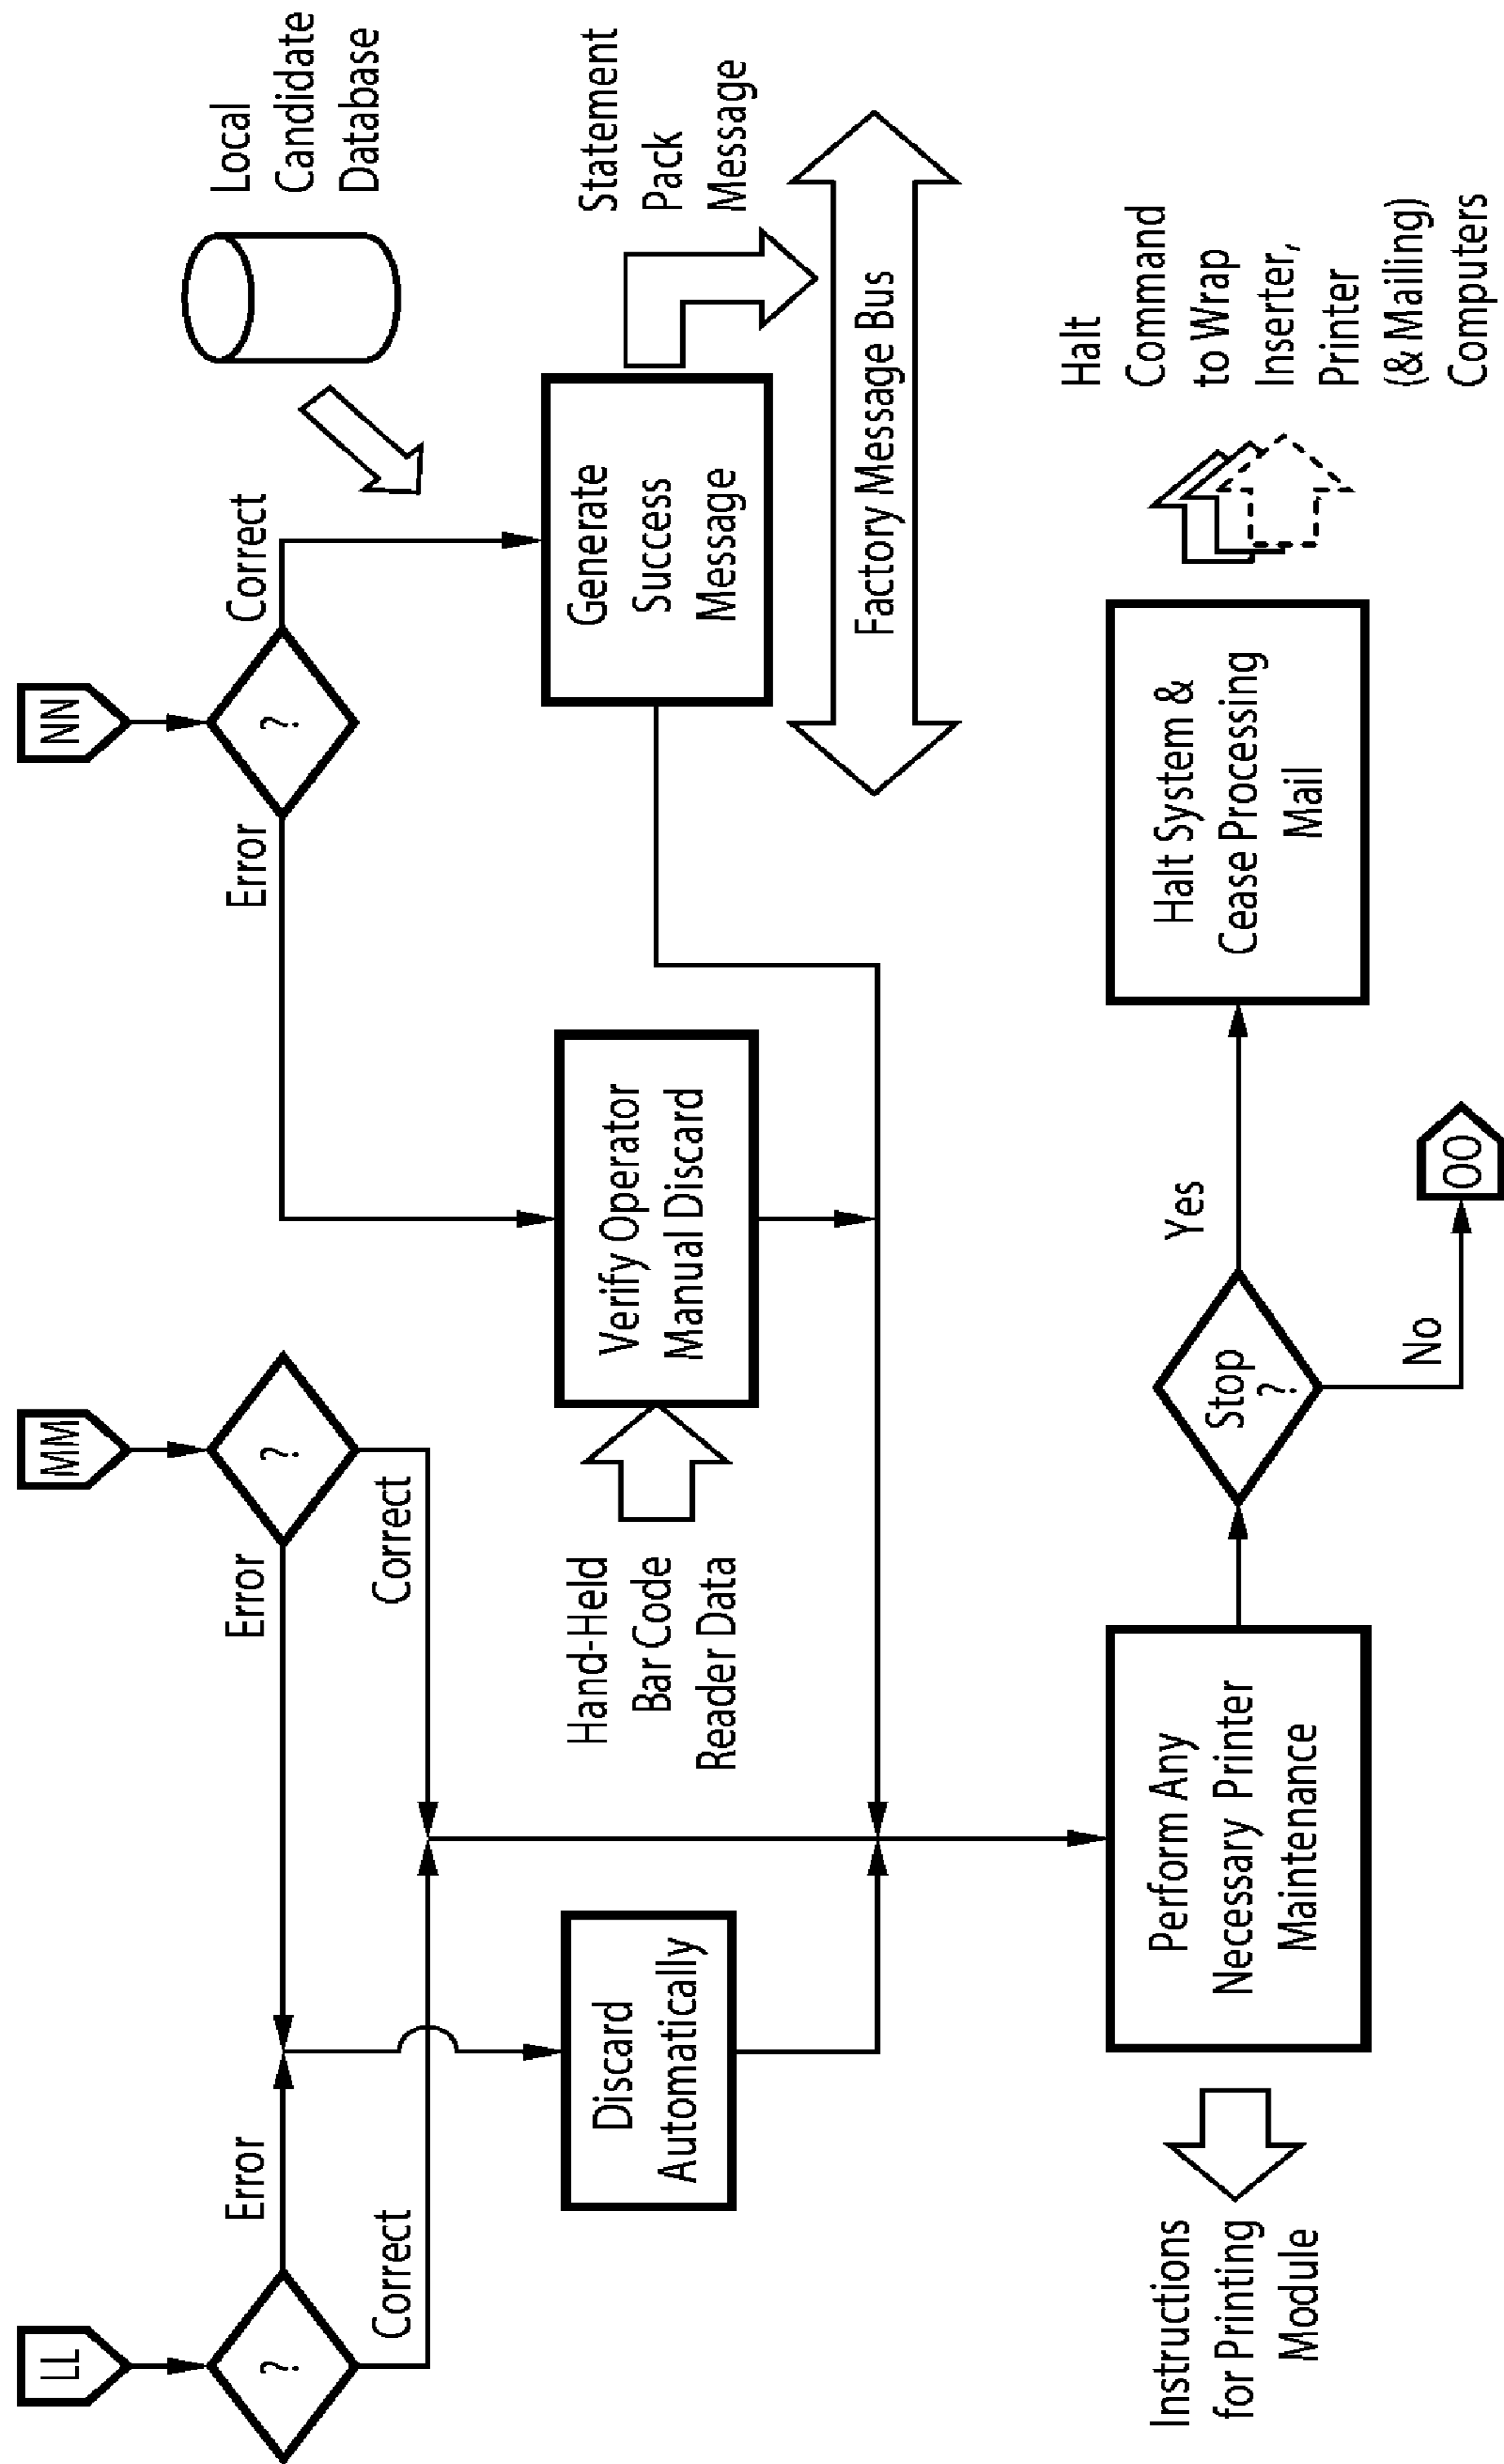 LL
MM
NN
?
Error
Correct
?
Error
Correct
?
Error
Correct
Local
Candidate
Database
Discard
Automatically
Hand-Held
Bar Code
Reader Data
Verify Operator
Manual Discard
Generate
Success
Message
Statement
Pack
Message
Factory Message Bus
Instructions
for Printing
Module
Perform Any
Necessary Printer
Maintenance
Stop
?
Yes
No
OO
Halt System &
Cease Processing
Mail
Halt
Command
to Wrap
Inserter,
Printer
(& Mailing)
Computers